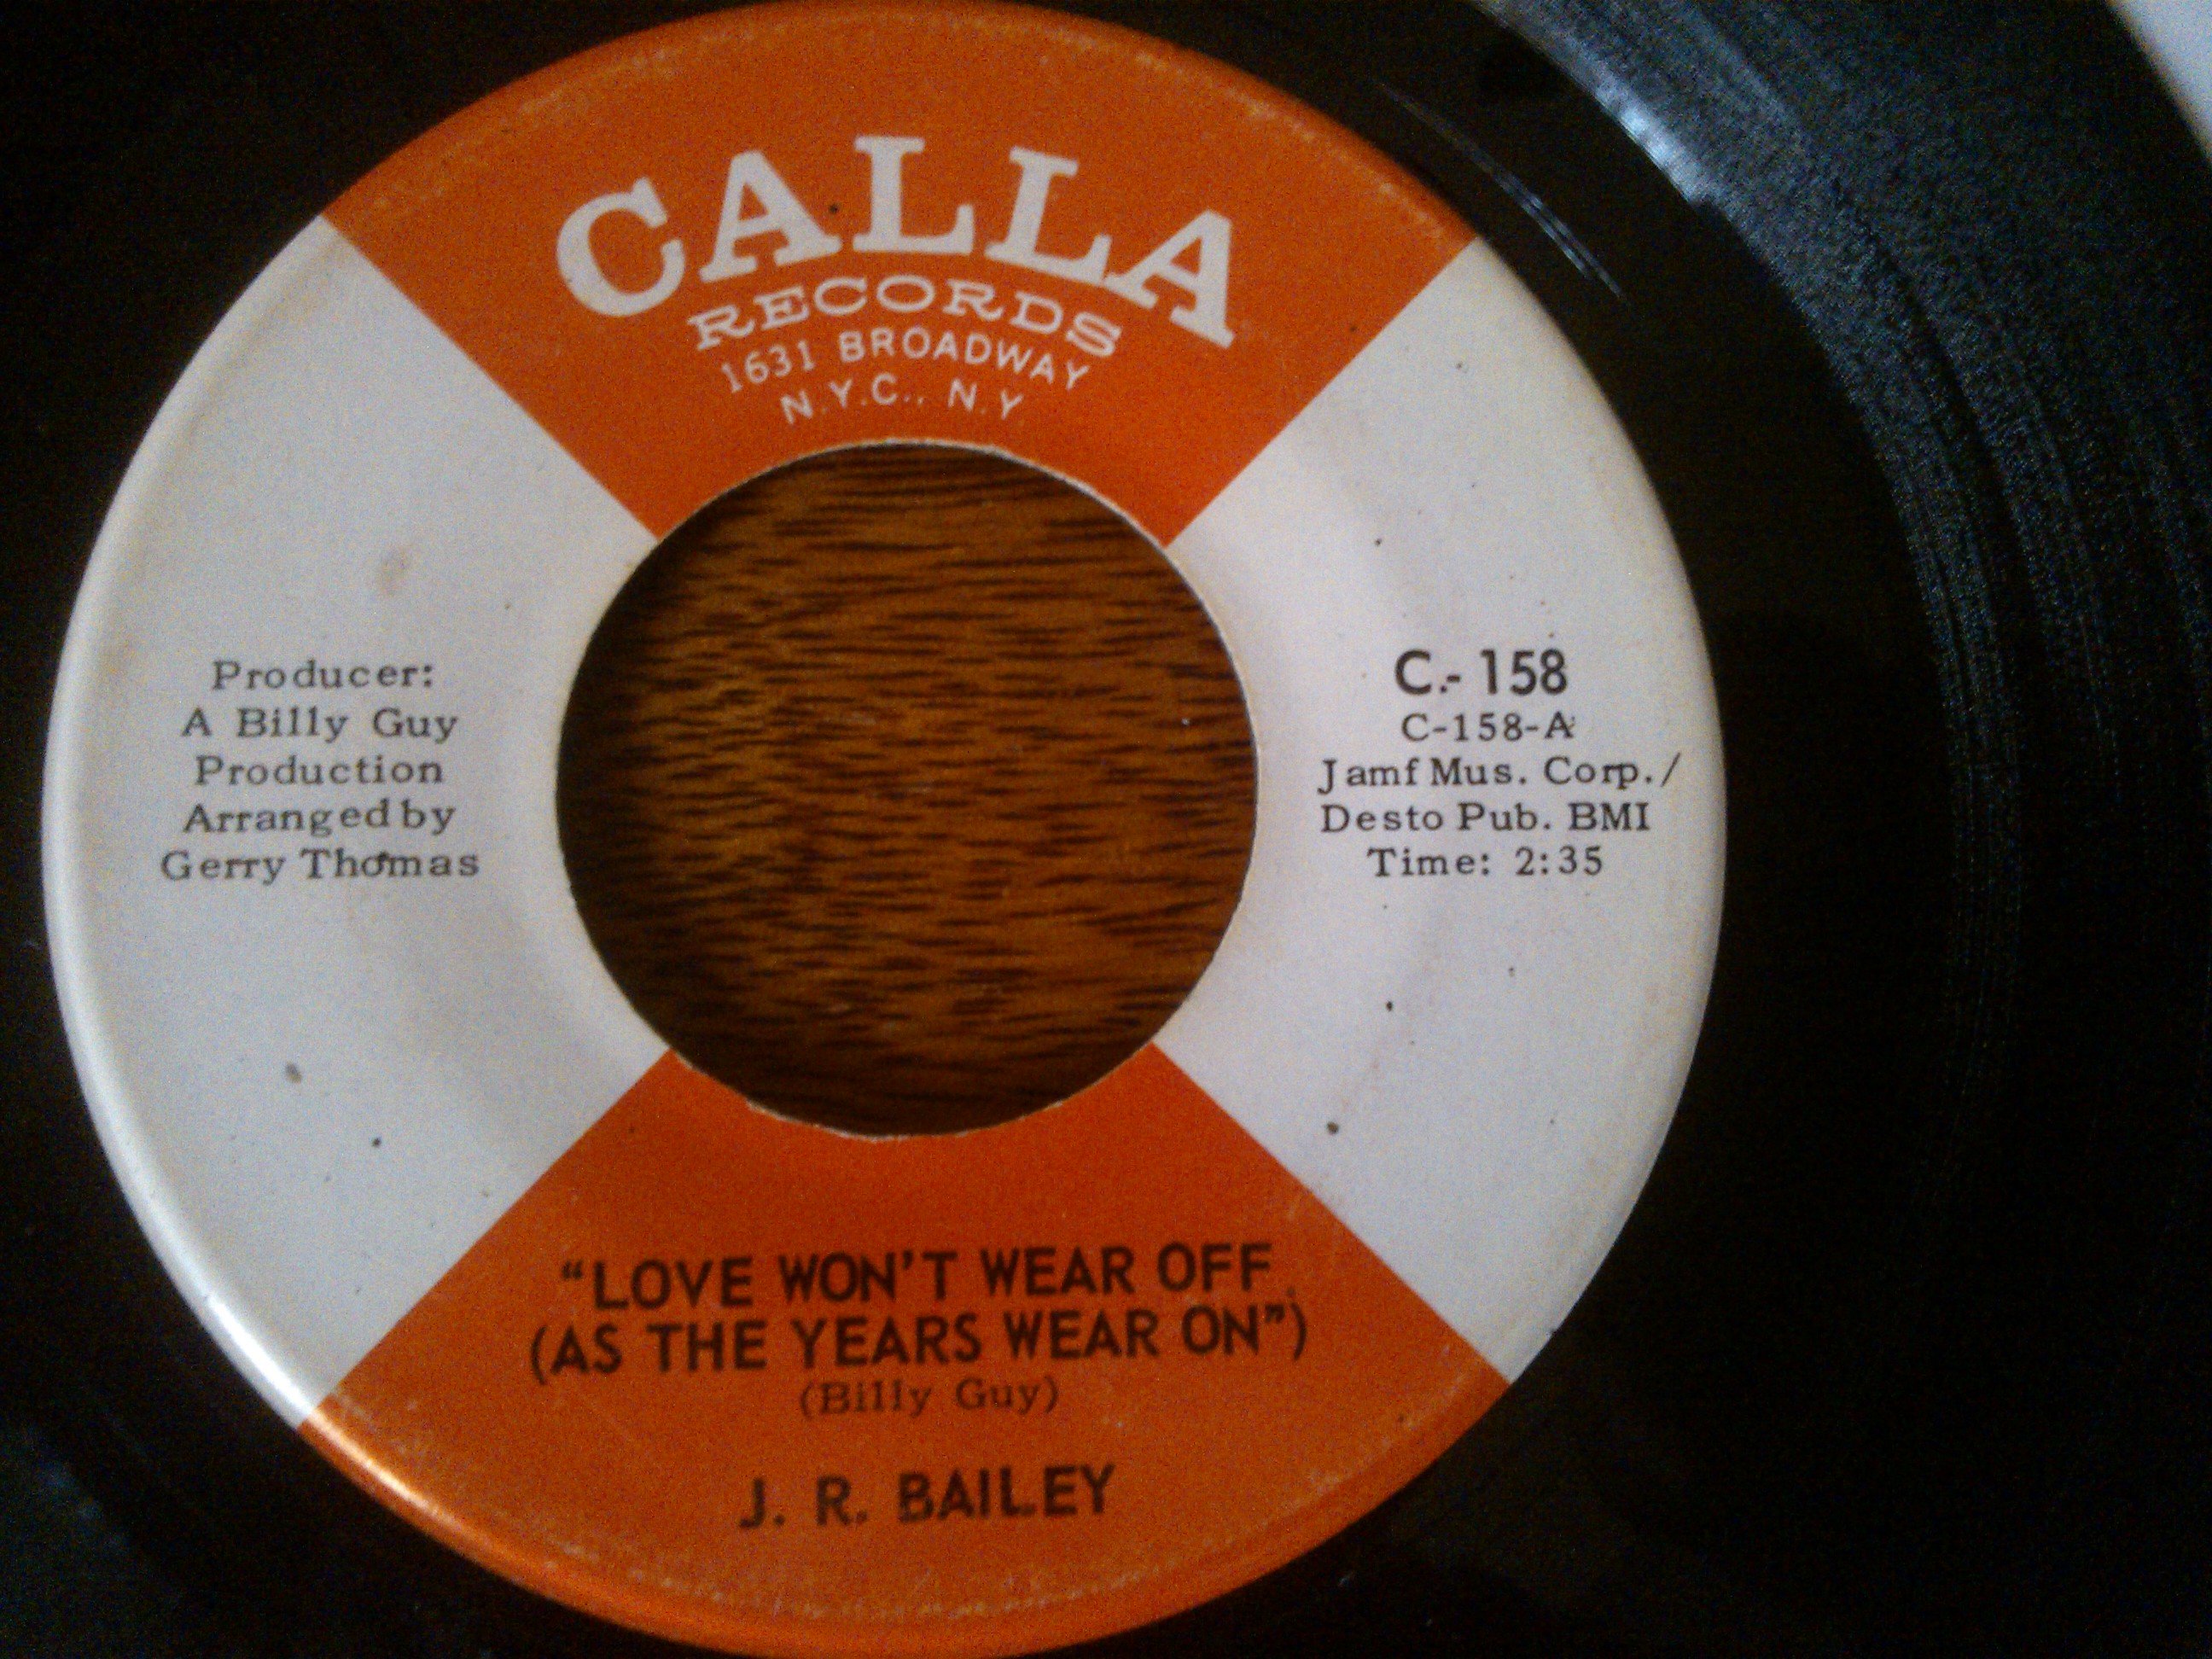 CALLA
RECORDS
1631 BROADWAY
N.Y.C., N.Y
Producer:
A Billy Guy
Production
Arranged by
Gerry Thomas
C.- 158
C-158-A
Jamf Mus. Corp./
Desto Pub. BMI
Time: 2:35
“LOVE WON'T WEAR OFF
(AS THE YEARS WEAR ON”)
(Billy Guy)
J. R. BAILEY